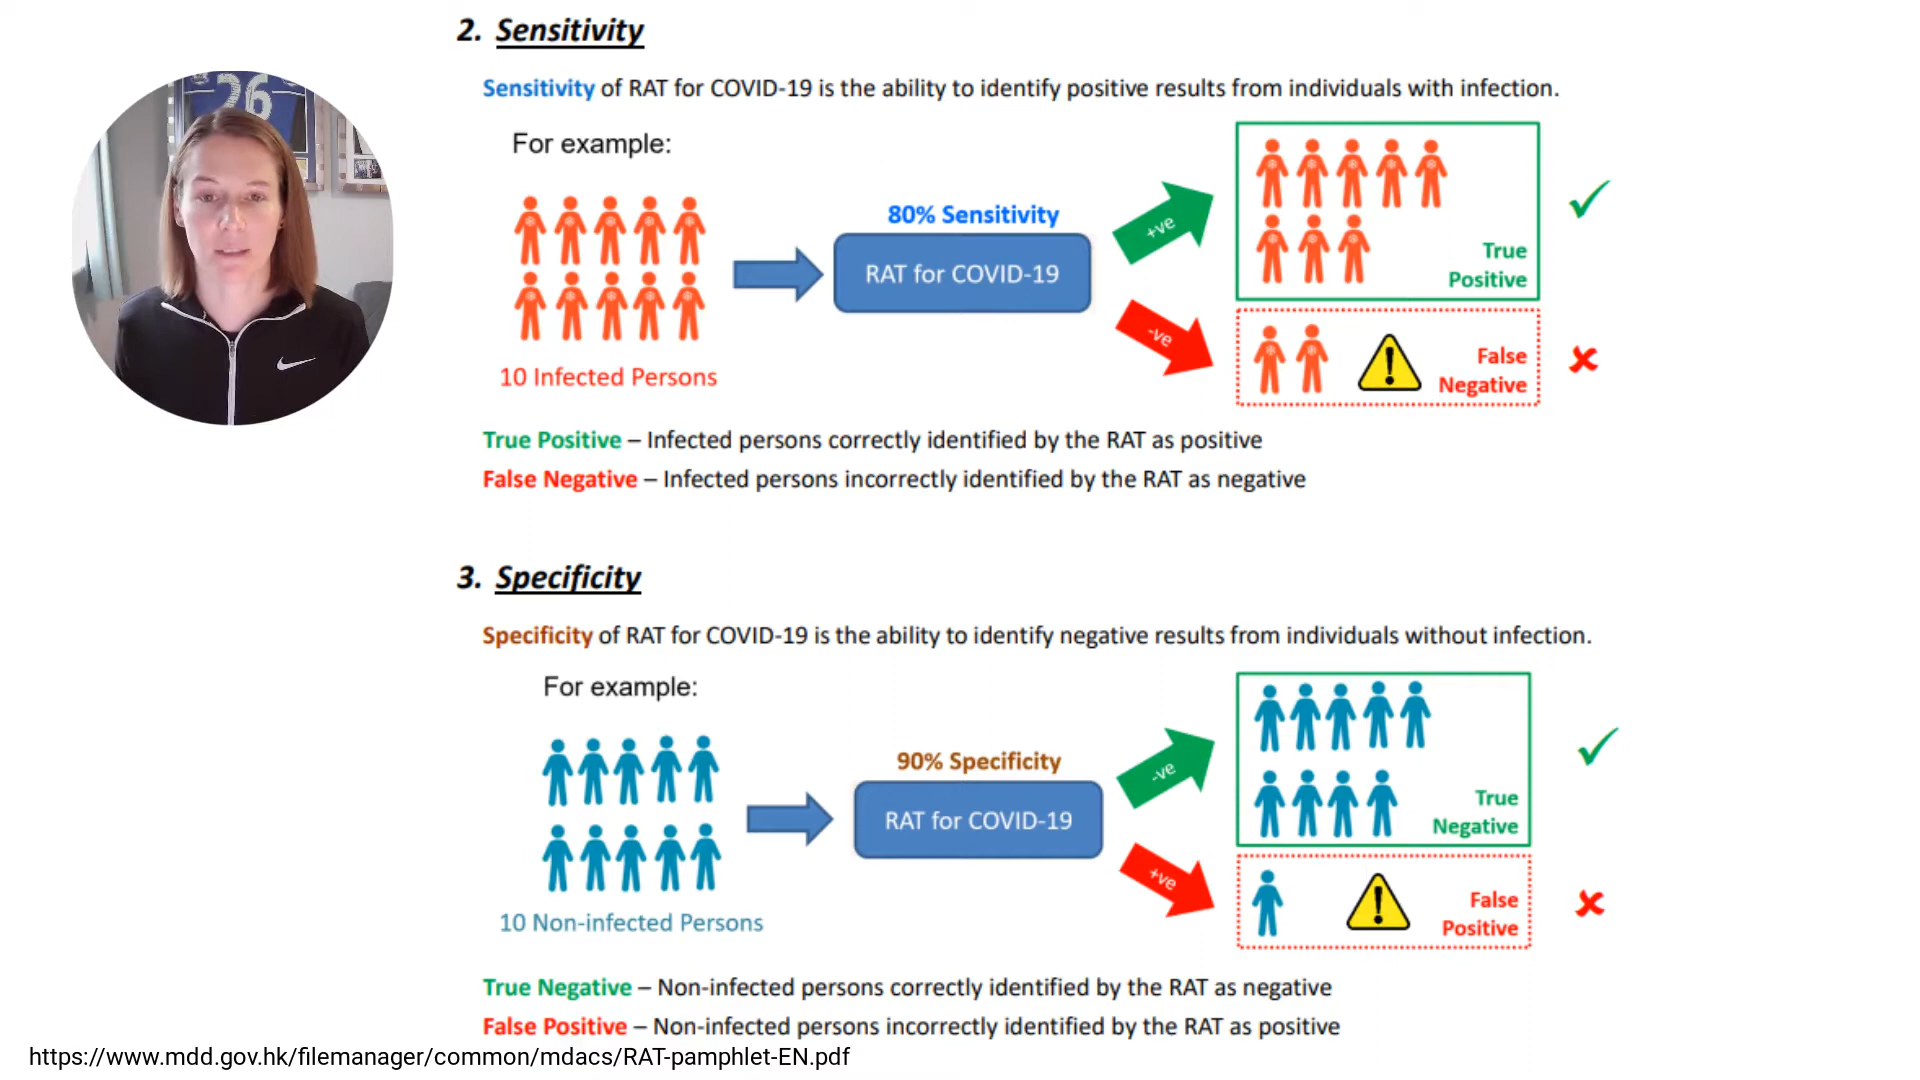 2. Sensitivity
Sensitivity of RAT for COVID-19 is the ability to identify positive results from individuals with infection.
For example:
26
80% Sensitivity
RAT for COVID-19
+ve
-ve
True
Positive
False
Negative
10 Infected Persons
True Positive – Infected persons correctly identified by the RAT as positive
False Negative – Infected persons incorrectly identified by the RAT as negative
3. Specificity
Specificity of RAT for COVID-19 is the ability to identify negative results from individuals without infection.
For example:
90% Specificity
RAT for COVID-19
-ve
+ve
True
Negative
False
Positive
10 Non-infected Persons
True Negative – Non-infected persons correctly identified by the RAT as negative
False Positive – Non-infected persons incorrectly identified by the RAT as positive
https://www.mdd.gov.hk/filemanager/common/mdacs/RAT-pamphlet-EN.pdf